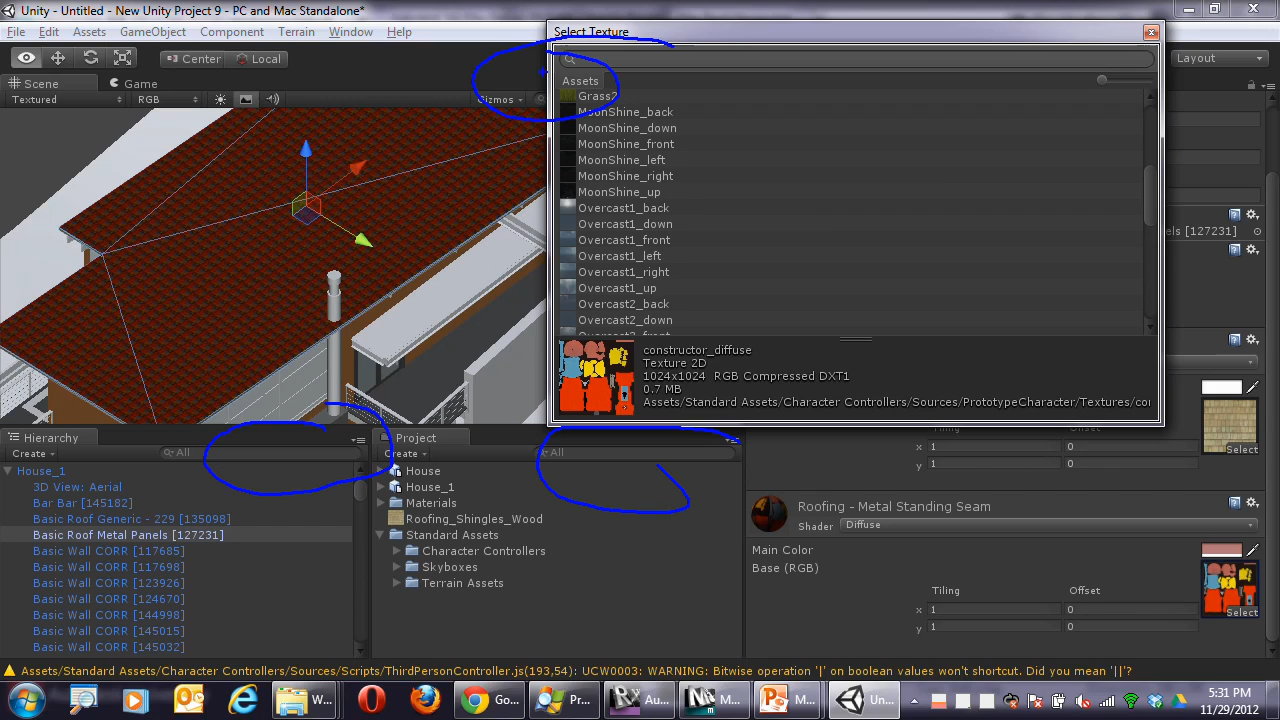 Unity - Untitled - New Unity Project 9 - PC and Mac Standalone*
File Edit Assets GameObject Component Terrain Window Help
Center Local
Layout
Scene Game
Textured RGB Gizmos
Select Texture
Assets
Grass2
MoonShine_back
MoonShine_down
MoonShine_front
MoonShine_left
MoonShine_right
MoonShine_up
Overcast1_back
Overcast1_down
Overcast1_front
Overcast1_left
Overcast1_right
Overcast1_up
Overcast2_back
Overcast2_down
Overcast2_front
constructor_diffuse
Texture 2D
1024x1024 RGB Compressed DXT1
0.7 MB
Assets/Standard Assets/Character Controllers/Sources/PrototypeCharacter/Textures/cor
els [127231]
Hierarchy
Create All
House_1
3D View: Aerial
Bar Bar [145182]
Basic Roof Generic - 229 [135098]
Basic Roof Metal Panels [127231]
Basic Wall CORR [117685]
Basic Wall CORR [117698]
Basic Wall CORR [123926]
Basic Wall CORR [124670]
Basic Wall CORR [144998]
Basic Wall CORR [145015]
Basic Wall CORR [145032]
Project
Create All
House
House_1
Materials
Roofing_Shingles_Wood
Standard Assets
Character Controllers
Skyboxes
Terrain Assets
Tiling Offset
x 1 0
y 1 0
Select
Roofing - Metal Standing Seam
Shader Diffuse
Main Color
Base (RGB)
Tiling Offset
x 1 0
y 1 0
Select
Assets/Standard Assets/Character Controllers/Sources/Scripts/ThirdPersonController.js(193,54): UCW0003: WARNING: Bitwise operation '|' on boolean values won't shortcut. Did you mean '||'?
W... Go... Pr... Au... M... M... Un...
5:31 PM
11/29/2012